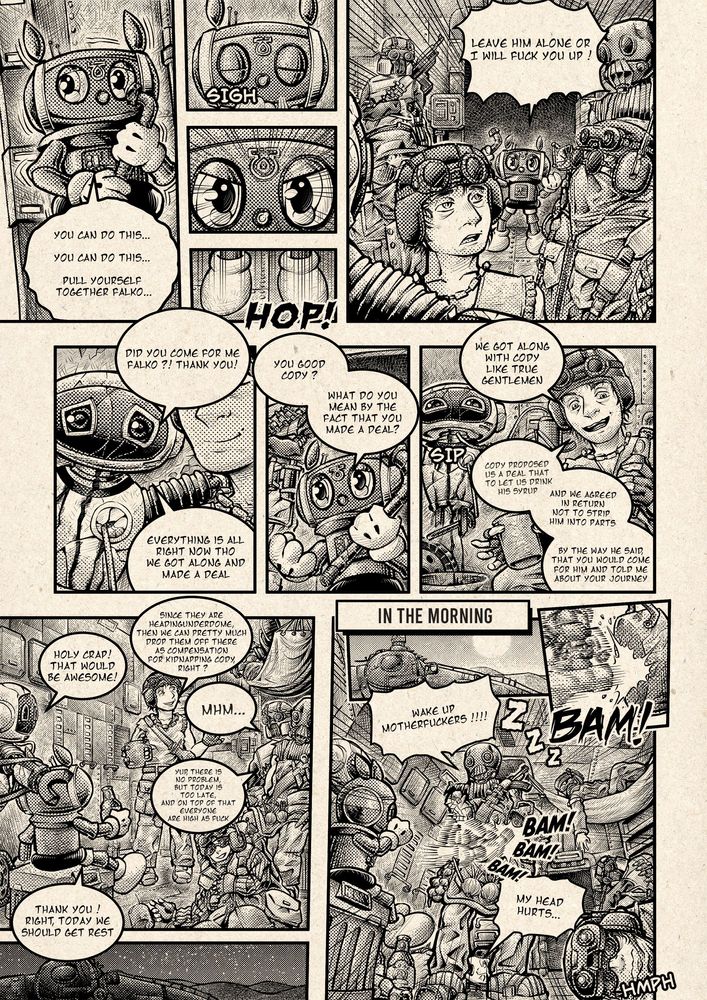 YOU CAN DO THIS...
YOU CAN DO THIS...
PULL YOURSELF
TOGETHER FALKO...
SIGH
HOP!
LEAVE HIM ALONE OR
I WILL FUCK YOU UP !
DID YOU COME FOR ME
FALKO ?! THANK YOU!
EVERYTHING IS ALL
RIGHT NOW THO
WE GOT ALONG AND
MADE A DEAL
YOU GOOD
CODY ?
WHAT DO YOU
MEAN BY THE
FACT THAT YOU
MADE A DEAL?
WE GOT ALONG
WITH CODY
LIKE TRUE
GENTLEMEN
SIP
CODY PROPOSED
US A DEAL THAT
TO LET US DRINK
HIS SYRUP
AND WE AGREED
IN RETURN
NOT TO STRIP
HIM INTO PARTS
BY THE WAY HE SAID,
THAT YOU WOULD COME
FOR HIM AND TOLD ME
ABOUT YOUR JOURNEY
HOLY CRAP!
THAT WOULD
BE AWESOME!
SINCE THEY ARE
HEADINGUNDERDOME,
THEN WE CAN PRETTY MUCH
DROP THEM OFF THERE
AS COMPENSATION
FOR KIDNAPPING CODY,
RIGHT ?
MHM...
YUP, THERE IS
NO PROBLEM,
BUT TODAY IS
TOO LATE,
AND ON TOP OF THAT
EVERYONE
ARE HIGH AS FUCK
THANK YOU !
RIGHT, TODAY WE
SHOULD GET REST
IN THE MORNING
WAKE UP
MOTHERFUCKERS !!!!
Z
Z
Z
BAM!
BAM!
BAM!
BAM!
MY HEAD
HURTS...
HMPH